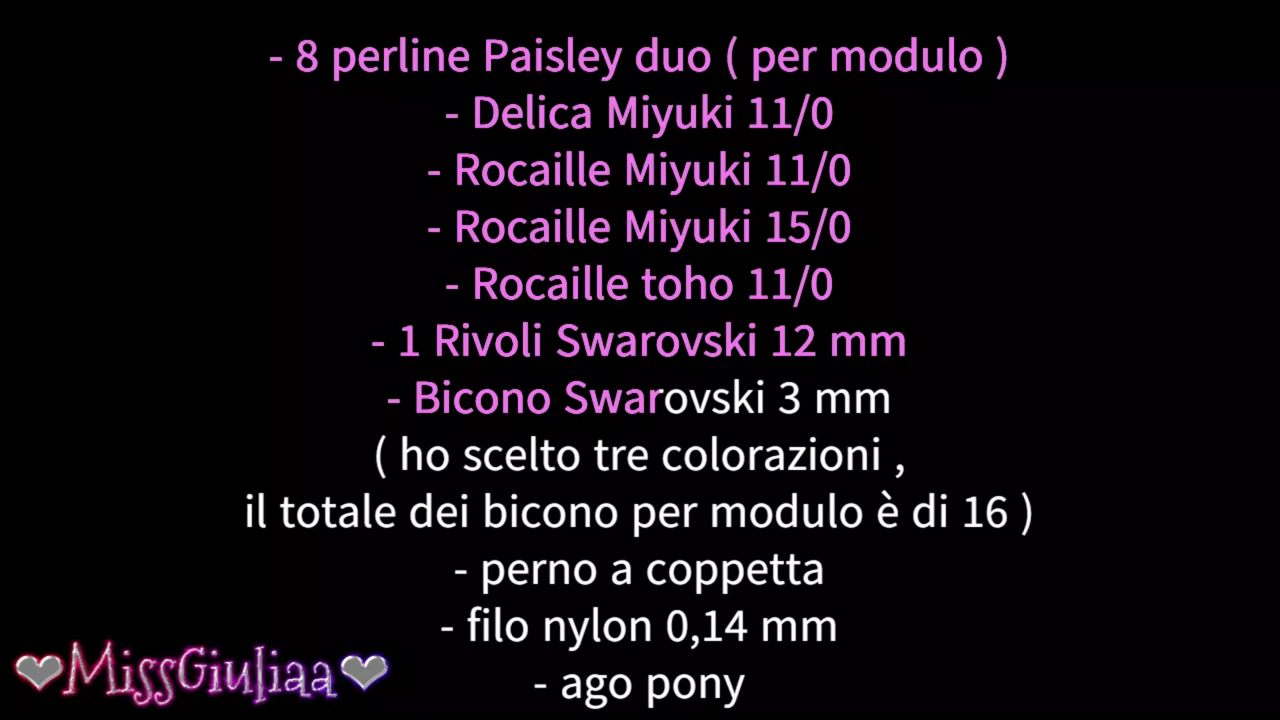 - 8 perline Paisley duo ( per modulo )
- Delica Miyuki 11/0
- Rocaille Miyuki 11/0
- Rocaille Miyuki 15/0
- Rocaille toho 11/0
- 1 Rivoli Swarovski 12 mm
- Bicono Swarovski 3 mm
( ho scelto tre colorazioni ,
il totale dei bicono per modulo è di 16 )
- perno a coppetta
- filo nylon 0,14 mm
- ago pony
❤MissGiuliaa❤